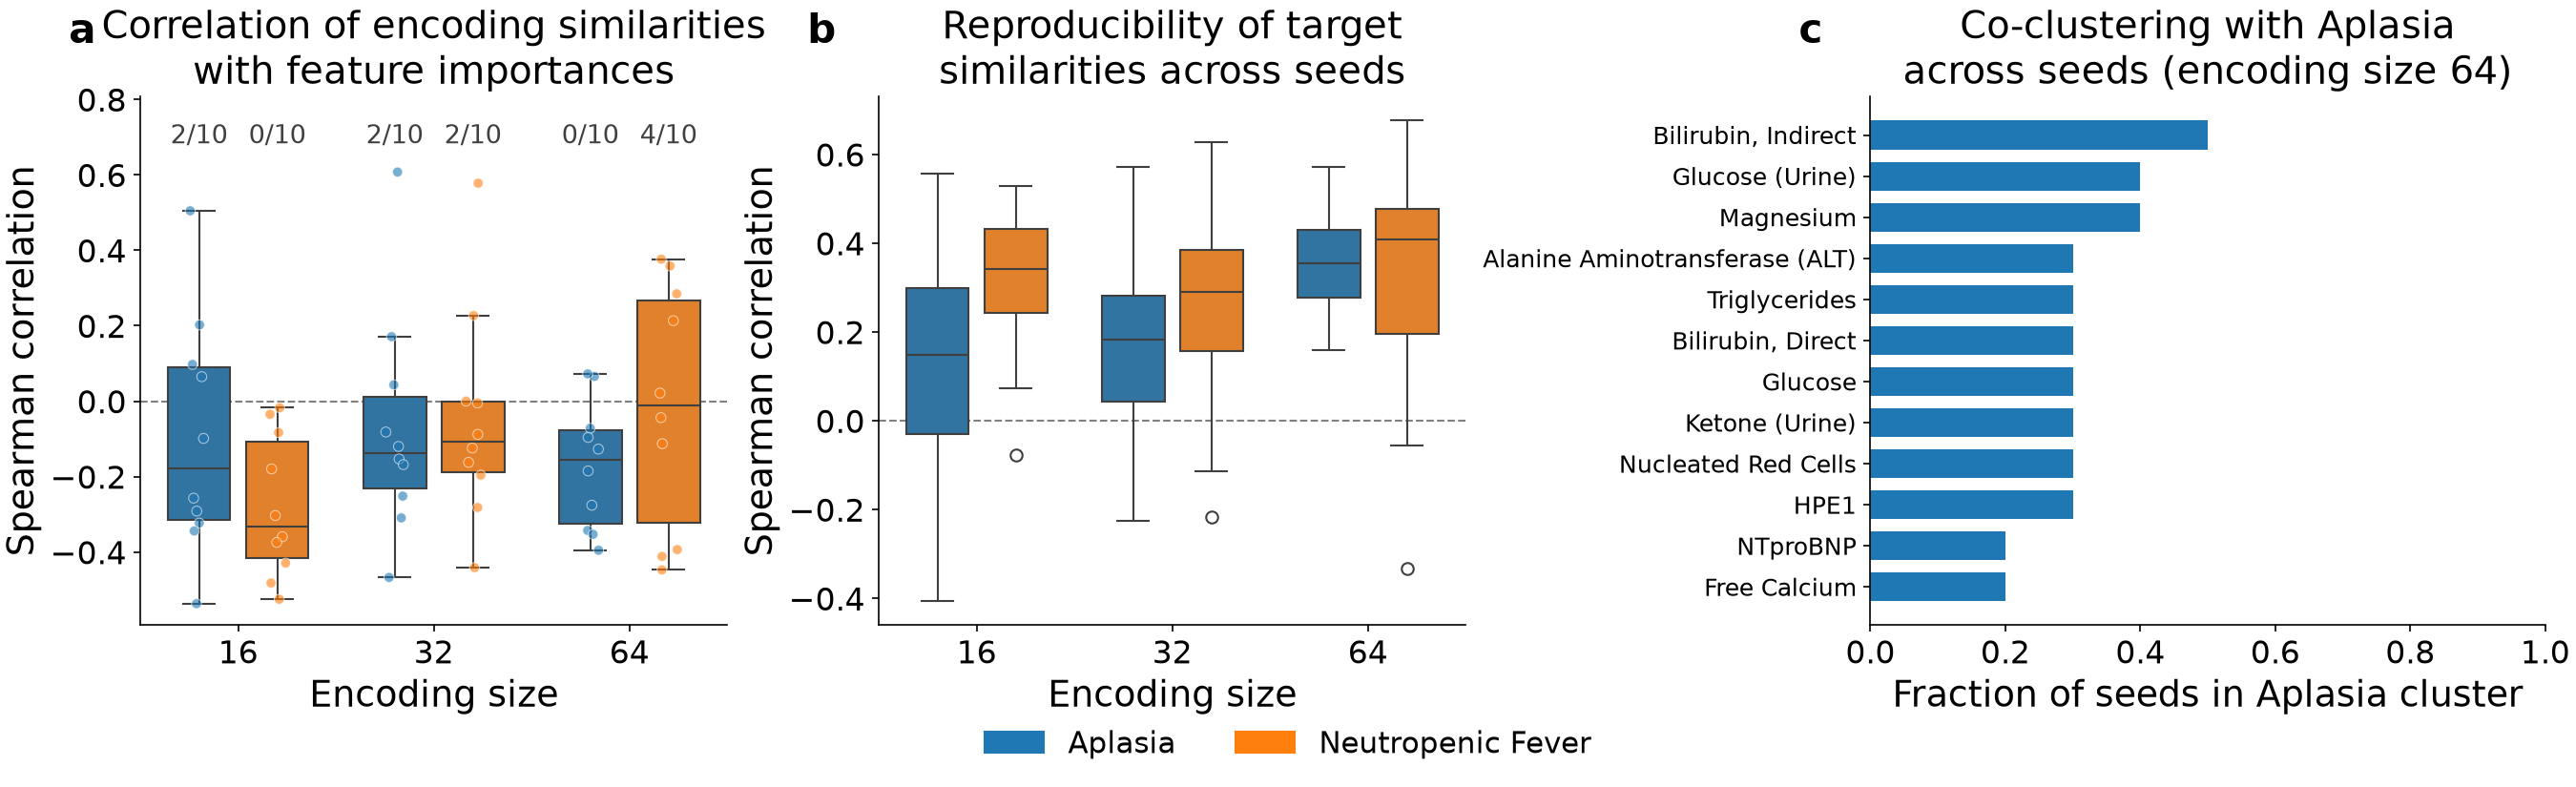 a
Correlation of encoding similarities
with feature importances
Spearman correlation
0.8
0.6
0.4
0.2
0.0
−0.2
−0.4
2/10 0/10 2/10 2/10 0/10 4/10
16 32 64
Encoding size
b
Reproducibility of target
similarities across seeds
Spearman correlation
0.6
0.4
0.2
0.0
−0.2
−0.4
16 32 64
Encoding size
c
Co-clustering with Aplasia
across seeds (encoding size 64)
Bilirubin, Indirect
Glucose (Urine)
Magnesium
Alanine Aminotransferase (ALT)
Triglycerides
Bilirubin, Direct
Glucose
Ketone (Urine)
Nucleated Red Cells
HPE1
NTproBNP
Free Calcium
0.0 0.2 0.4 0.6 0.8 1.0
Fraction of seeds in Aplasia cluster
Aplasia Neutropenic Fever